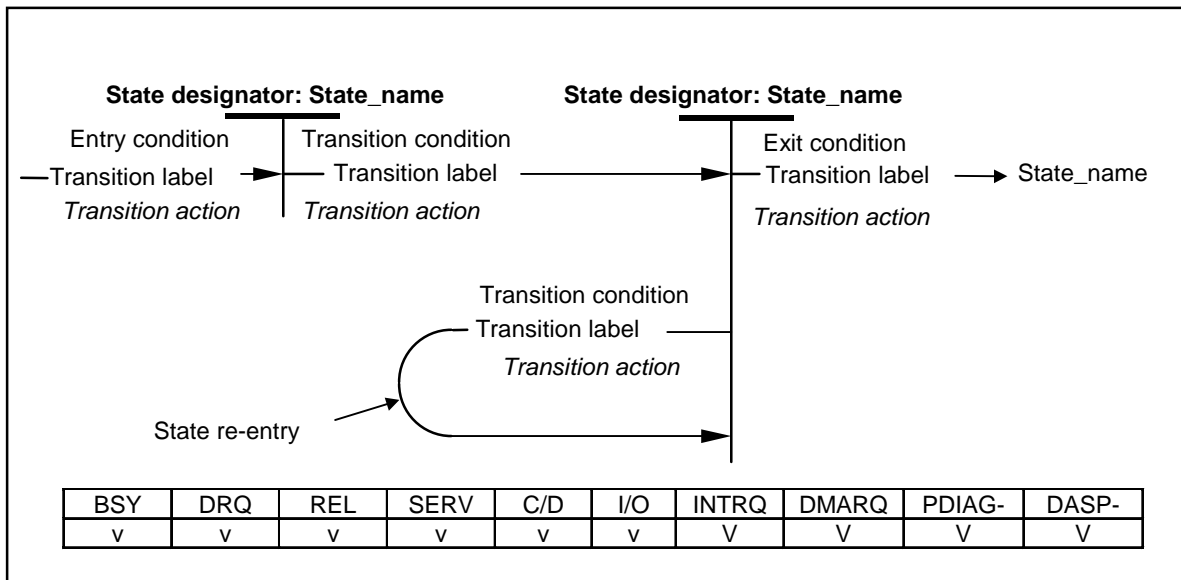 State designator: State_name State designator: State_name
Entry condition Transition condition Exit condition
Transition label Transition label Transition label State_name
Transition action Transition action Transition action
Transition condition
Transition label
Transition action
State re-entry
BSY DRQ REL SERV C/D I/O INTRQ DMARQ PDIAG- DASP-
v v v v v v V V V V